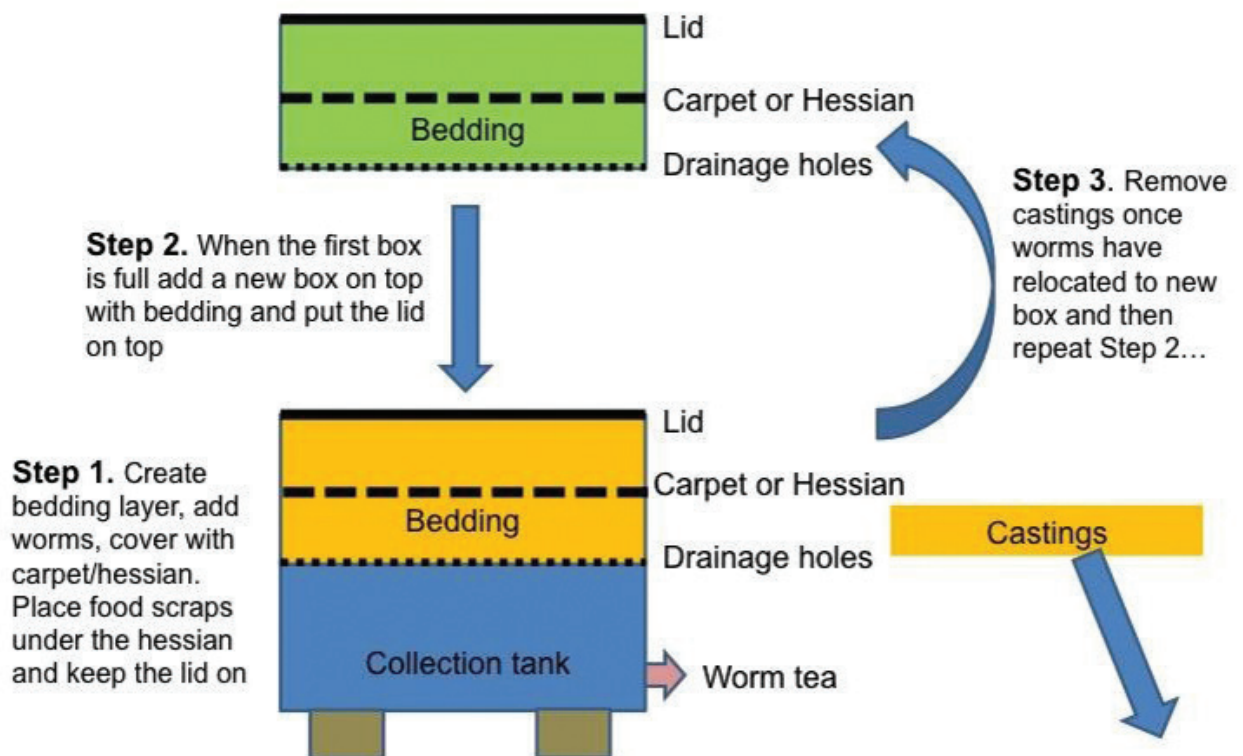 Lid
Carpet or Hessian
Bedding
Drainage holes
Step 2. When the first box
is full add a new box on top
with bedding and put the lid
on top
Step 3. Remove
castings once
worms have
relocated to new
box and then
repeat Step 2...
Lid
Carpet or Hessian
Bedding
Drainage holes
Step 1. Create
bedding layer, add
worms, cover with
carpet/hessian.
Place food scraps
under the hessian
and keep the lid on
Collection tank
Worm tea
Castings